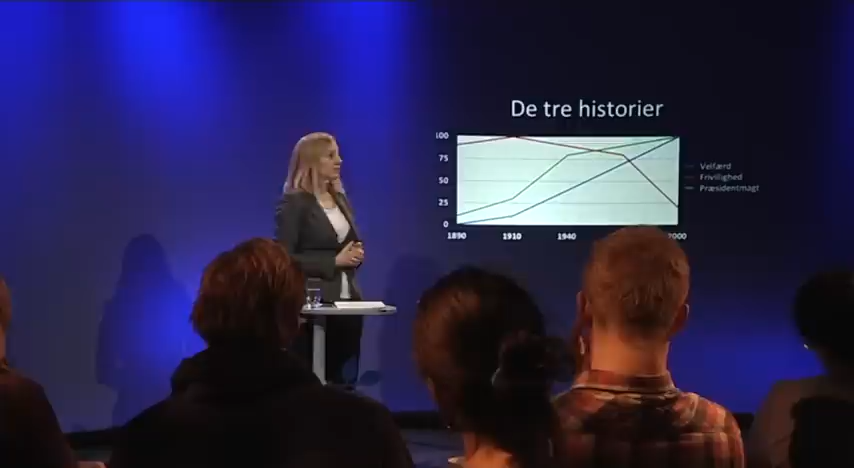 De tre historier
100
75
50
25
0
1890 1910 1940 2000
Velfærd
Frivillighed
Præsidentmagt